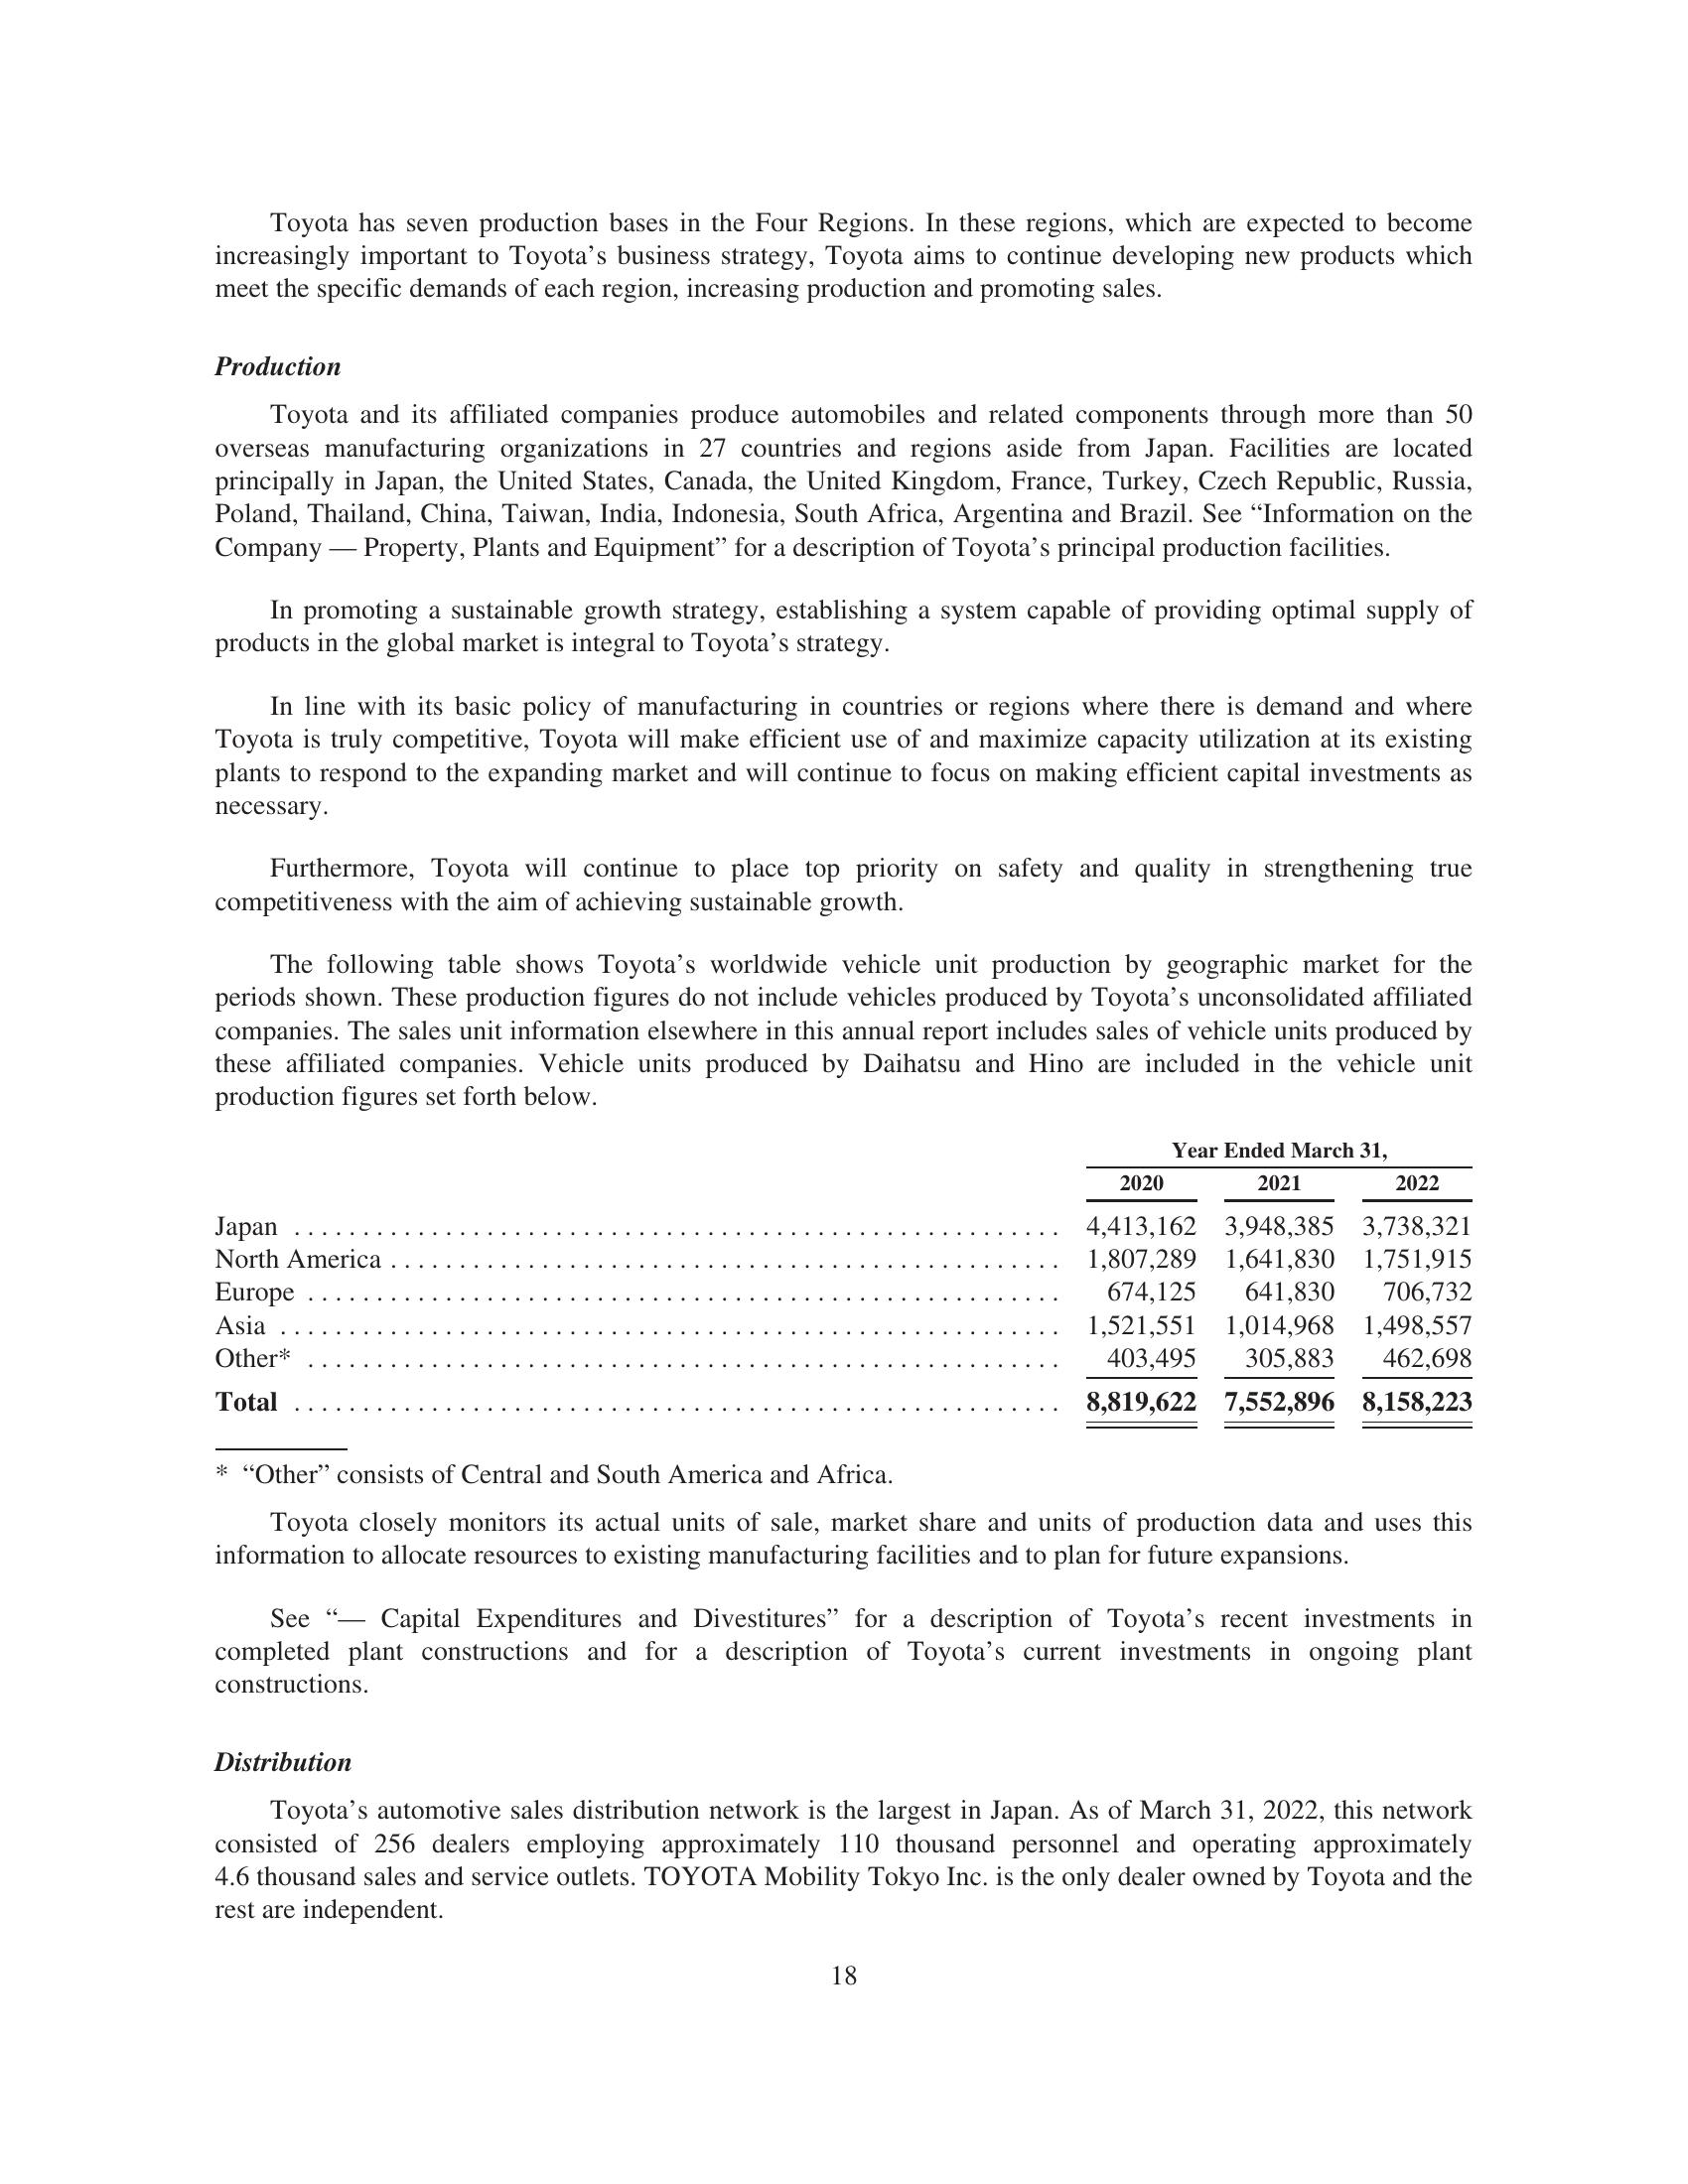 Toyota has seven production bases in the Four Regions. In these regions, which are expected to become
increasingly important to Toyota’s business strategy, Toyota aims to continue developing new products which
meet the specific demands of each region, increasing production and promoting sales.
Production
Toyota and its affiliated companies produce automobiles and related components through more than 50
overseas manufacturing organizations in 27 countries and regions aside from Japan. Facilities are located
principally in Japan, the United States, Canada, the United Kingdom, France, Turkey, Czech Republic, Russia,
Poland, Thailand, China, Taiwan, India, Indonesia, South Africa, Argentina and Brazil. See “Information on the
Company — Property, Plants and Equipment” for a description of Toyota’s principal production facilities.
In promoting a sustainable growth strategy, establishing a system capable of providing optimal supply of
products in the global market is integral to Toyota’s strategy.
In line with its basic policy of manufacturing in countries or regions where there is demand and where
Toyota is truly competitive, Toyota will make efficient use of and maximize capacity utilization at its existing
plants to respond to the expanding market and will continue to focus on making efficient capital investments as
necessary.
Furthermore, Toyota will continue to place top priority on safety and quality in strengthening true
competitiveness with the aim of achieving sustainable growth.
The following table shows Toyota’s worldwide vehicle unit production by geographic market for the
periods shown. These production figures do not include vehicles produced by Toyota’s unconsolidated affiliated
companies. The sales unit information elsewhere in this annual report includes sales of vehicle units produced by
these affiliated companies. Vehicle units produced by Daihatsu and Hino are included in the vehicle unit
production figures set forth below.
Year Ended March 31,
2020 2021 2022
Japan . . . . . . . . . . . . . . . . . . . . 4,413,162 3,948,385 3,738,321
North America . . . . . . . . . . . . . . . . . . . . 1,807,289 1,641,830 1,751,915
Europe . . . . . . . . . . . . . . . . . . . . 674,125 641,830 706,732
Asia . . . . . . . . . . . . . . . . . . . . 1,521,551 1,014,968 1,498,557
Other* . . . . . . . . . . . . . . . . . . . . 403,495 305,883 462,698
Total . . . . . . . . . . . . . . . . . . . . 8,819,622 7,552,896 8,158,223
* “Other” consists of Central and South America and Africa.
Toyota closely monitors its actual units of sale, market share and units of production data and uses this
information to allocate resources to existing manufacturing facilities and to plan for future expansions.
See “— Capital Expenditures and Divestitures” for a description of Toyota’s recent investments in
completed plant constructions and for a description of Toyota’s current investments in ongoing plant
constructions.
Distribution
Toyota’s automotive sales distribution network is the largest in Japan. As of March 31, 2022, this network
consisted of 256 dealers employing approximately 110 thousand personnel and operating approximately
4.6 thousand sales and service outlets. TOYOTA Mobility Tokyo Inc. is the only dealer owned by Toyota and the
rest are independent.
18